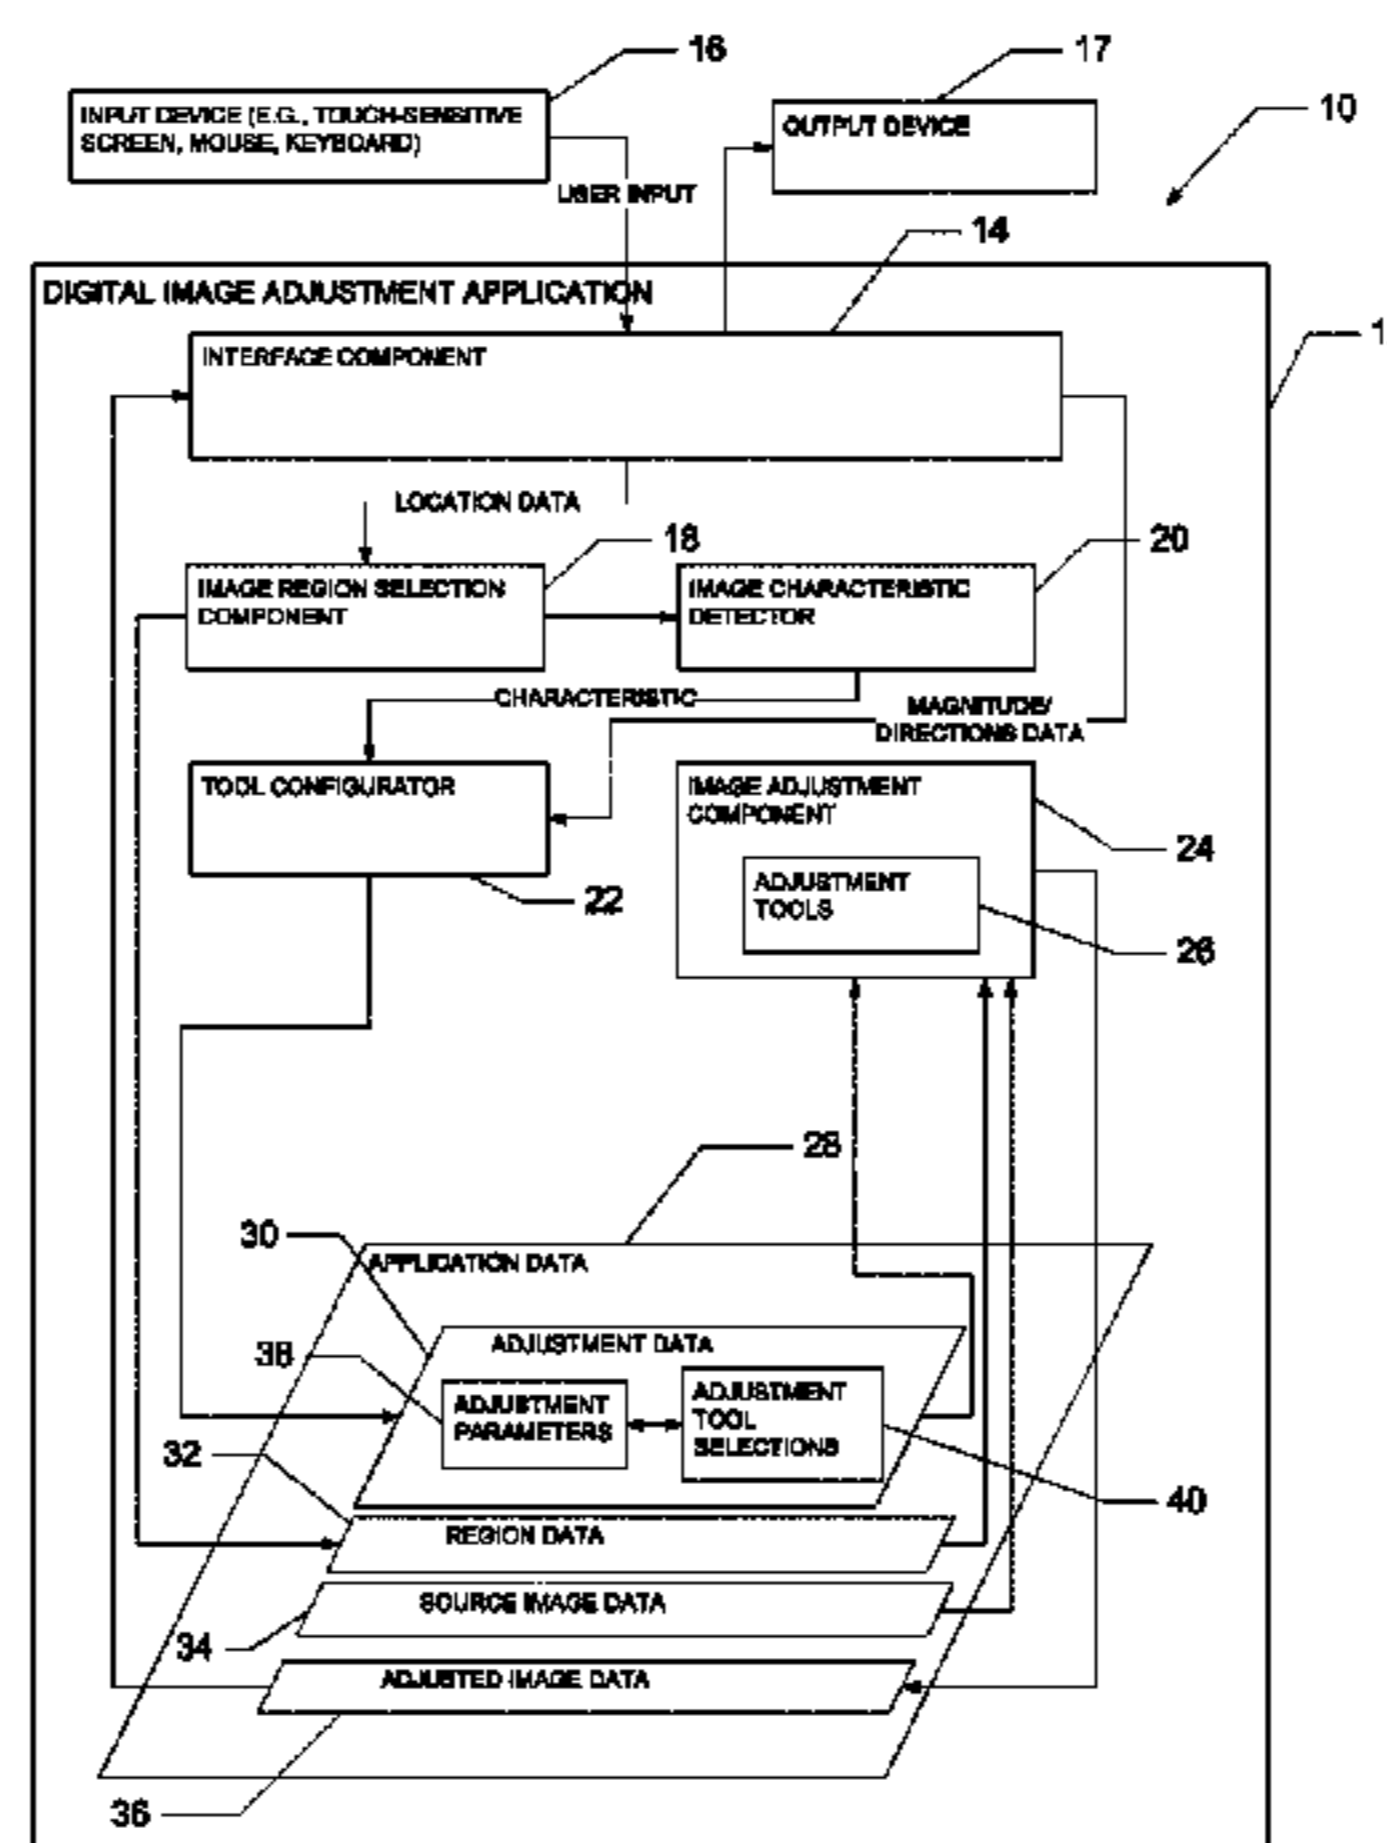 16
17
10
INPUT DEVICE (E.G., TOUCH-SENSITIVE
SCREEN, MOUSE, KEYBOARD)
OUTPUT DEVICE
USER INPUT
14
DIGITAL IMAGE ADJUSTMENT APPLICATION
1
INTERFACE COMPONENT
LOCATION DATA
18
20
IMAGE REGION SELECTION
COMPONENT
IMAGE CHARACTERISTIC
DETECTOR
CHARACTERISTIC
MAGNITUDE/
DIRECTIONS DATA
TOOL CONFIGURATOR
IMAGE ADJUSTMENT
COMPONENT
24
22
ADJUSTMENT
TOOLS
26
28
30
APPLICATION DATA
ADJUSTMENT DATA
38
ADJUSTMENT
PARAMETERS
ADJUSTMENT
TOOL
SELECTIONS
32
40
REGION DATA
SOURCE IMAGE DATA
34
ADJUSTED IMAGE DATA
36